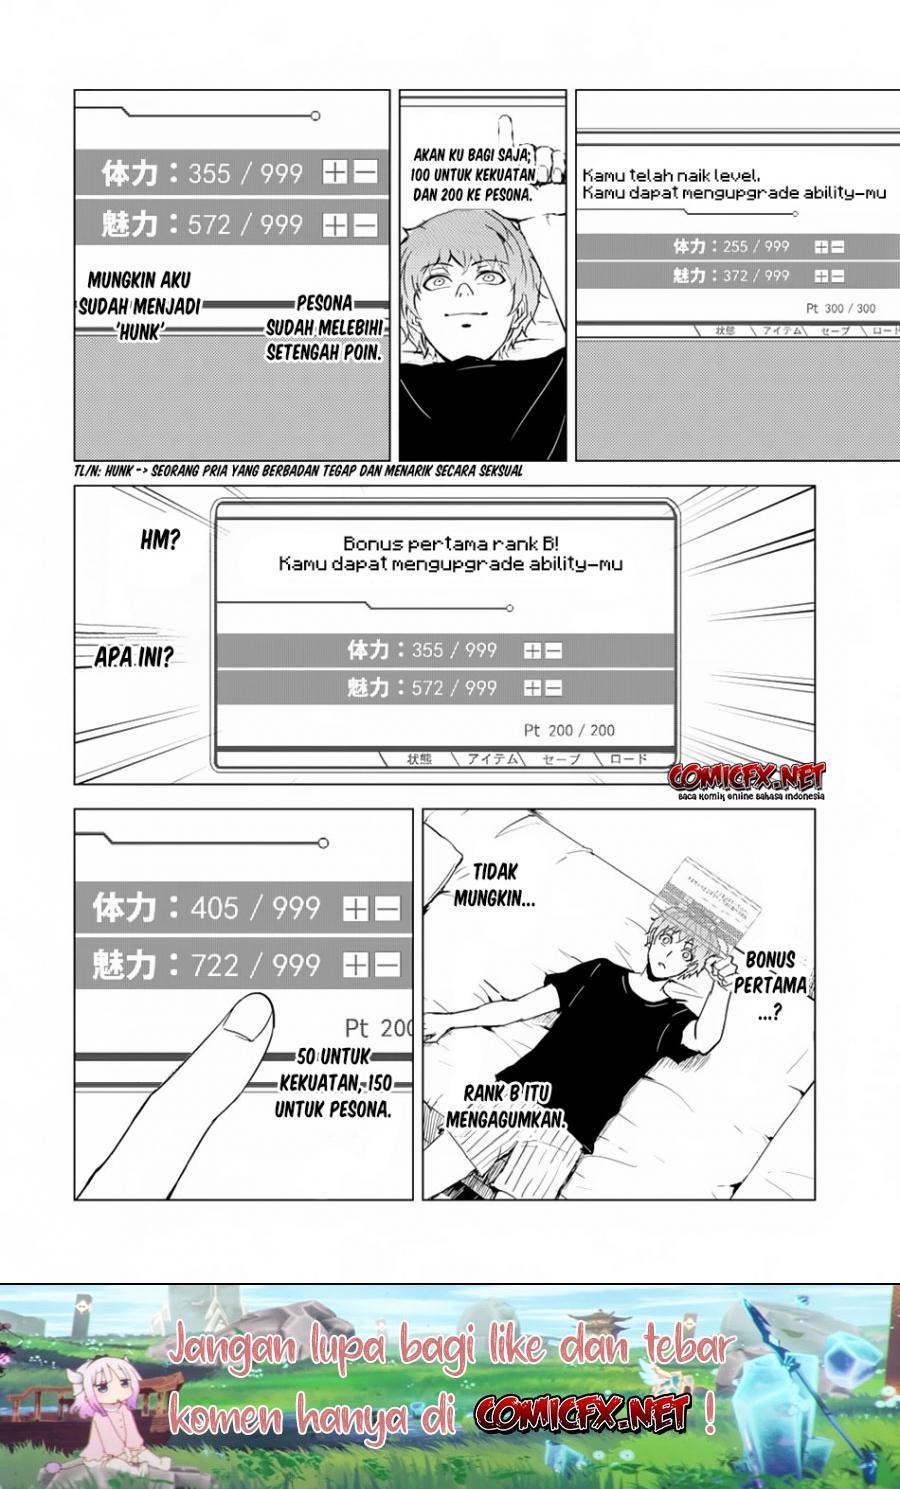 Kamu telah naik level.
Kamu dapat mengupgrade ability-mu
体力：255 / 999 + −
魅力：372 / 999 + −
Pt 300 / 300
状態 アイテム セーブ ロード
AKAN KU BAGI SAJA;
100 UNTUK KEKUATAN
DAN 200 KE PESONA.
体力：355 / 999 + −
魅力：572 / 999 + −
PESONA
SUDAH MELEBIHI
SETENGAH POIN.
MUNGKIN AKU
SUDAH MENJADI
'HUNK'
TL/N: HUNK -> SEORANG PRIA YANG BERBADAN TEGAP DAN MENARIK SECARA SEKSUAL
HM?
APA INI?
Bonus pertama rank B!
Kamu dapat mengupgrade ability-mu
体力：355 / 999 + −
魅力：572 / 999 + −
Pt 200 / 200
状態 アイテム セーブ ロード
COMICFX.NET
Baca Komik Online Bahasa Indonesia
TIDAK
MUNGKIN...
BONUS
PERTAMA
...?
RANK B ITU
MENGAGUMKAN.
体力：405 / 999 + −
魅力：722 / 999 + −
Pt 200
50 UNTUK
KEKUATAN, 150
UNTUK PESONA.
Jangan lupa bagi like dan tebar
komen hanya di COMICFX.NET !